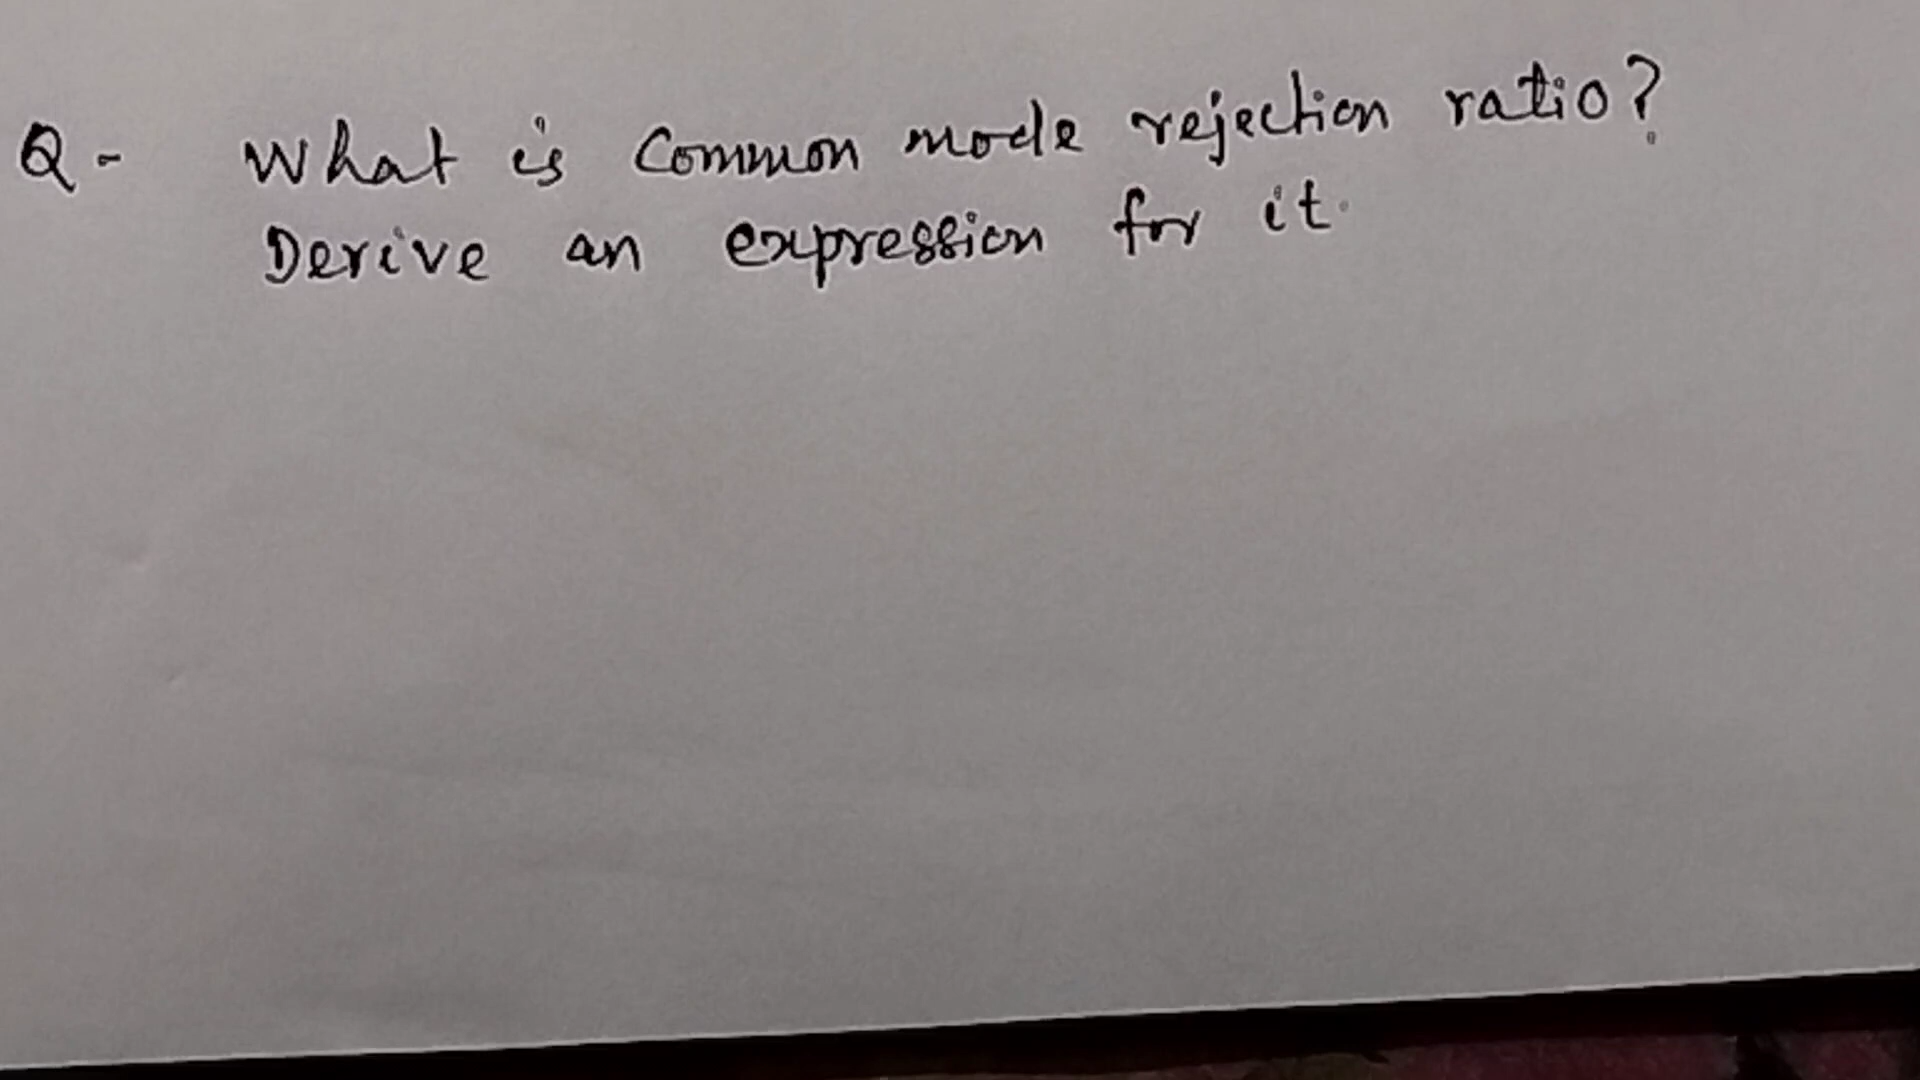 Q- What is Common mode rejection ratio?
Derive an expression for it.